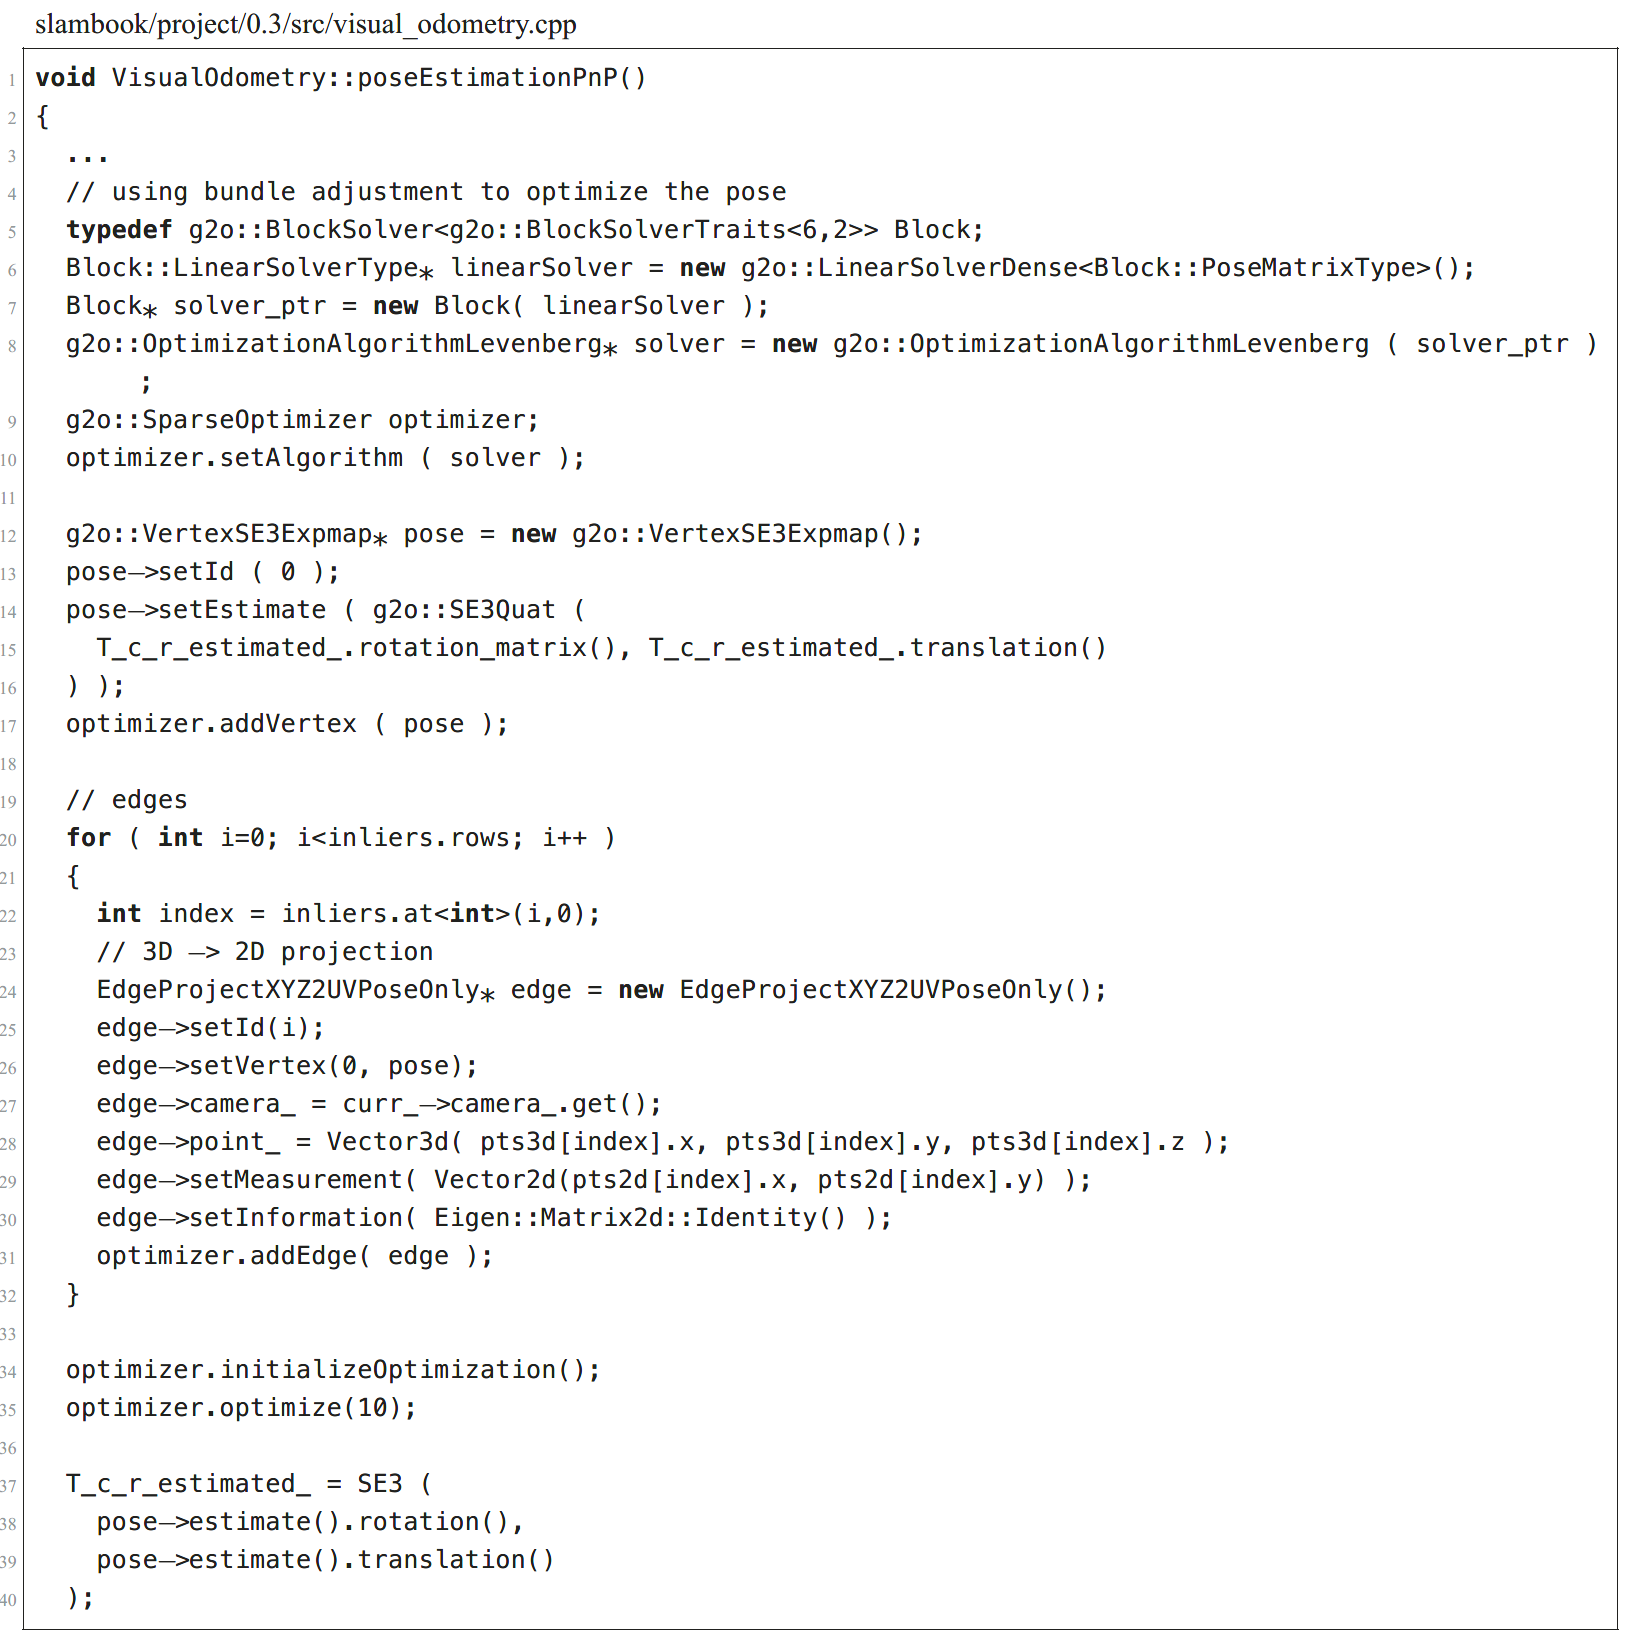 slambook/project/0.3/src/visual_odometry.cpp
1 void VisualOdometry::poseEstimationPnP()
2 {
3   ...
4   // using bundle adjustment to optimize the pose
5   typedef g2o::BlockSolver<g2o::BlockSolverTraits<6,2>> Block;
6   Block::LinearSolverType* linearSolver = new g2o::LinearSolverDense<Block::PoseMatrixType>();
7   Block* solver_ptr = new Block( linearSolver );
8   g2o::OptimizationAlgorithmLevenberg* solver = new g2o::OptimizationAlgorithmLevenberg ( solver_ptr )
;
9   g2o::SparseOptimizer optimizer;
10   optimizer.setAlgorithm ( solver );
11
12   g2o::VertexSE3Expmap* pose = new g2o::VertexSE3Expmap();
13   pose—>setId ( 0 );
14   pose—>setEstimate ( g2o::SE3Quat (
15     T_c_r_estimated_.rotation_matrix(), T_c_r_estimated_.translation()
16   ) );
17   optimizer.addVertex ( pose );
18
19   // edges
20   for ( int i=0; i<inliers.rows; i++ )
21   {
22     int index = inliers.at<int>(i,0);
23     // 3D —> 2D projection
24     EdgeProjectXYZ2UVPoseOnly* edge = new EdgeProjectXYZ2UVPoseOnly();
25     edge—>setId(i);
26     edge—>setVertex(0, pose);
27     edge—>camera_ = curr_—>camera_.get();
28     edge—>point_ = Vector3d( pts3d[index].x, pts3d[index].y, pts3d[index].z );
29     edge—>setMeasurement( Vector2d(pts2d[index].x, pts2d[index].y) );
30     edge—>setInformation( Eigen::Matrix2d::Identity() );
31     optimizer.addEdge( edge );
32   }
33
34   optimizer.initializeOptimization();
35   optimizer.optimize(10);
36
37   T_c_r_estimated_ = SE3 (
38     pose—>estimate().rotation(),
39     pose—>estimate().translation()
40   );